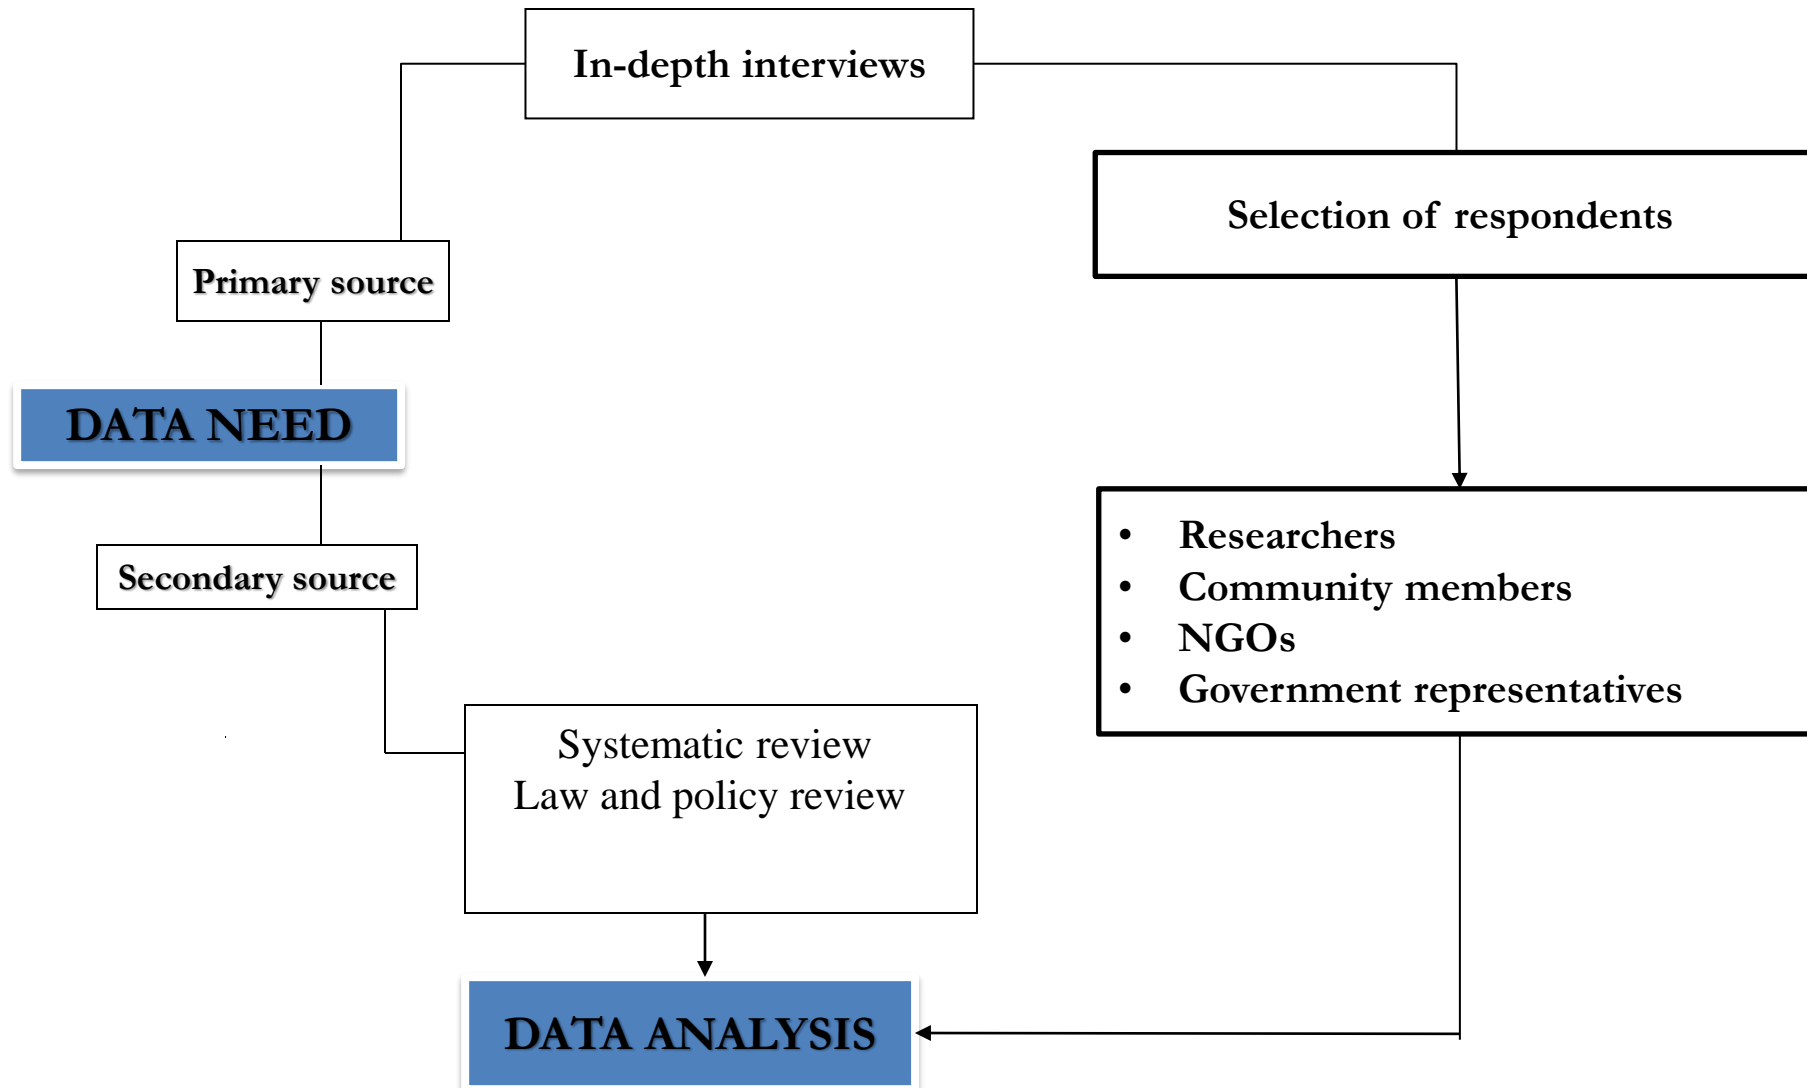 In-depth interviews
Selection of respondents
Primary source
DATA NEED
Secondary source
• Researchers
• Community members
• NGOs
• Government representatives
Systematic review
Law and policy review
DATA ANALYSIS